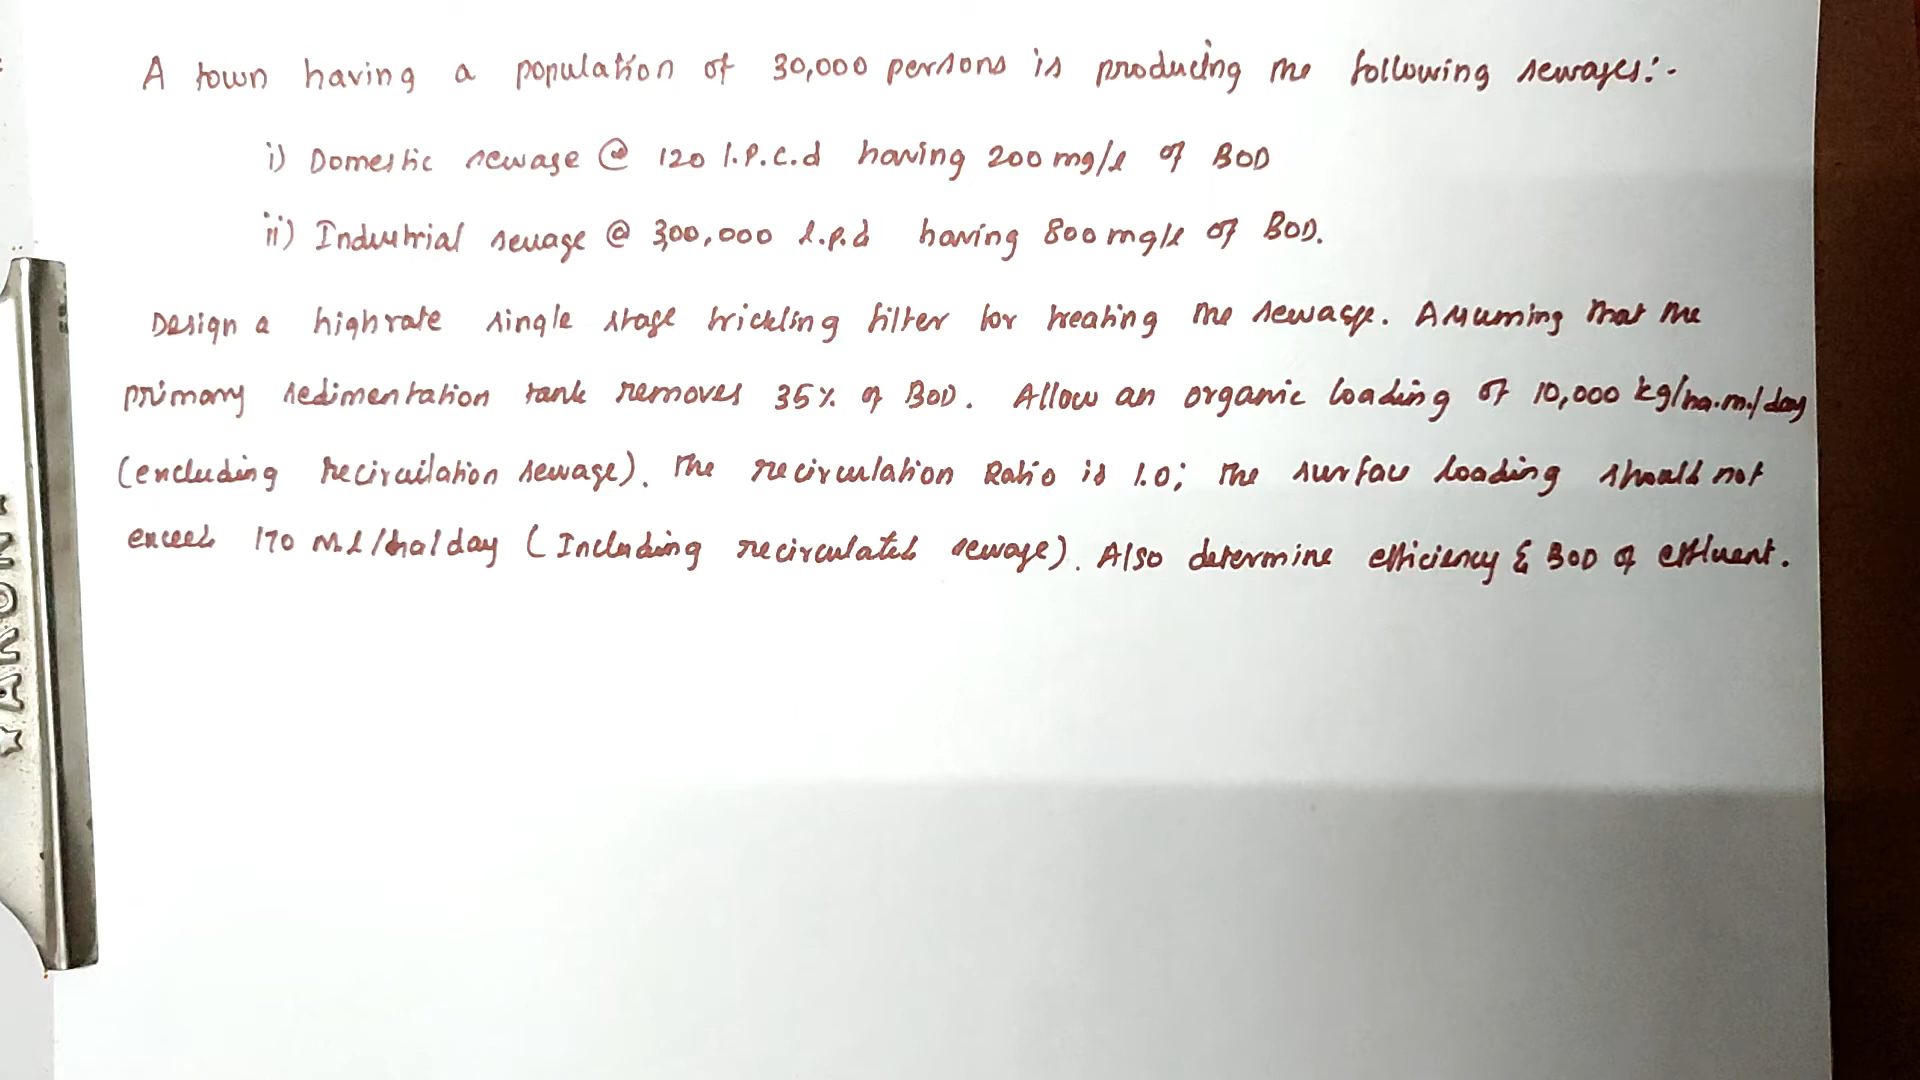 A town having a population of 30,000 persons is producing the following sewages:-
i) Domestic sewage @ 120 l.p.c.d having 200 mg/l of BOD
ii) Industrial sewage @ 3,00,000 l.p.d having 800 mg/l of BOD.
Design a high rate single stage trickling filter for treating the sewage. Assuming that the
primary sedimentation tank removes 35% of BOD. Allow an organic loading of 10,000 kg/ha.m./day
(excluding recirculation sewage). The recirculation Ratio is 1.0; The surface loading should not
exceed 170 Ml/ha/day (Including recirculated sewage). Also determine efficiency & BOD of effluent.